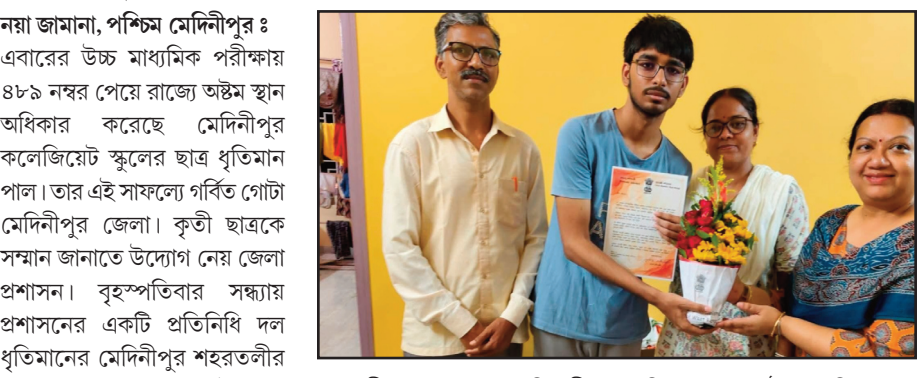 নয়া জামানা, পশ্চিম মেদিনীপুর ঃ
এবারের উচ্চ মাধ্যমিক পরীক্ষায়
৪৮৯ নম্বর পেয়ে রাজ্যে অষ্টম স্থান
অধিকার করেছে মেদিনীপুর
কলেজিয়েট স্কুলের ছাত্র ধৃতিমান
পাল। তার এই সাফল্যে গর্বিত গোটা
মেদিনীপুর জেলা। কৃতী ছাত্রকে
সম্মান জানাতে উদ্যোগ নেয় জেলা
প্রশাসন। বৃহস্পতিবার সন্ধ্যায়
প্রশাসনের একটি প্রতিনিধি দল
ধৃতিমানের মেদিনীপুর শহরতলীর